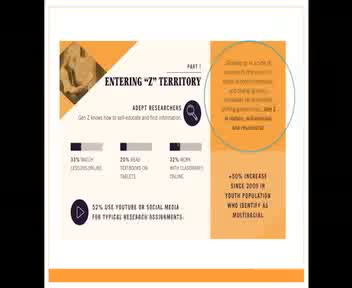 PART I
ENTERING "Z" TERRITORY
ADEPT RESEARCHERS
Gen Z knows how to self-educate and find information.
33% WATCH
LESSONS ONLINE
20% READ
TEXTBOOKS ON
TABLETS
32% WORK
WITH CLASSMATES
ONLINE
52% USE YOUTUBE OR SOCIAL MEDIA
FOR TYPICAL RESEARCH ASSIGNMENTS.
+50% INCREASE
SINCE 2000 IN
YOUTH POPULATION
WHO IDENTIFY AS
MULTIRACIAL